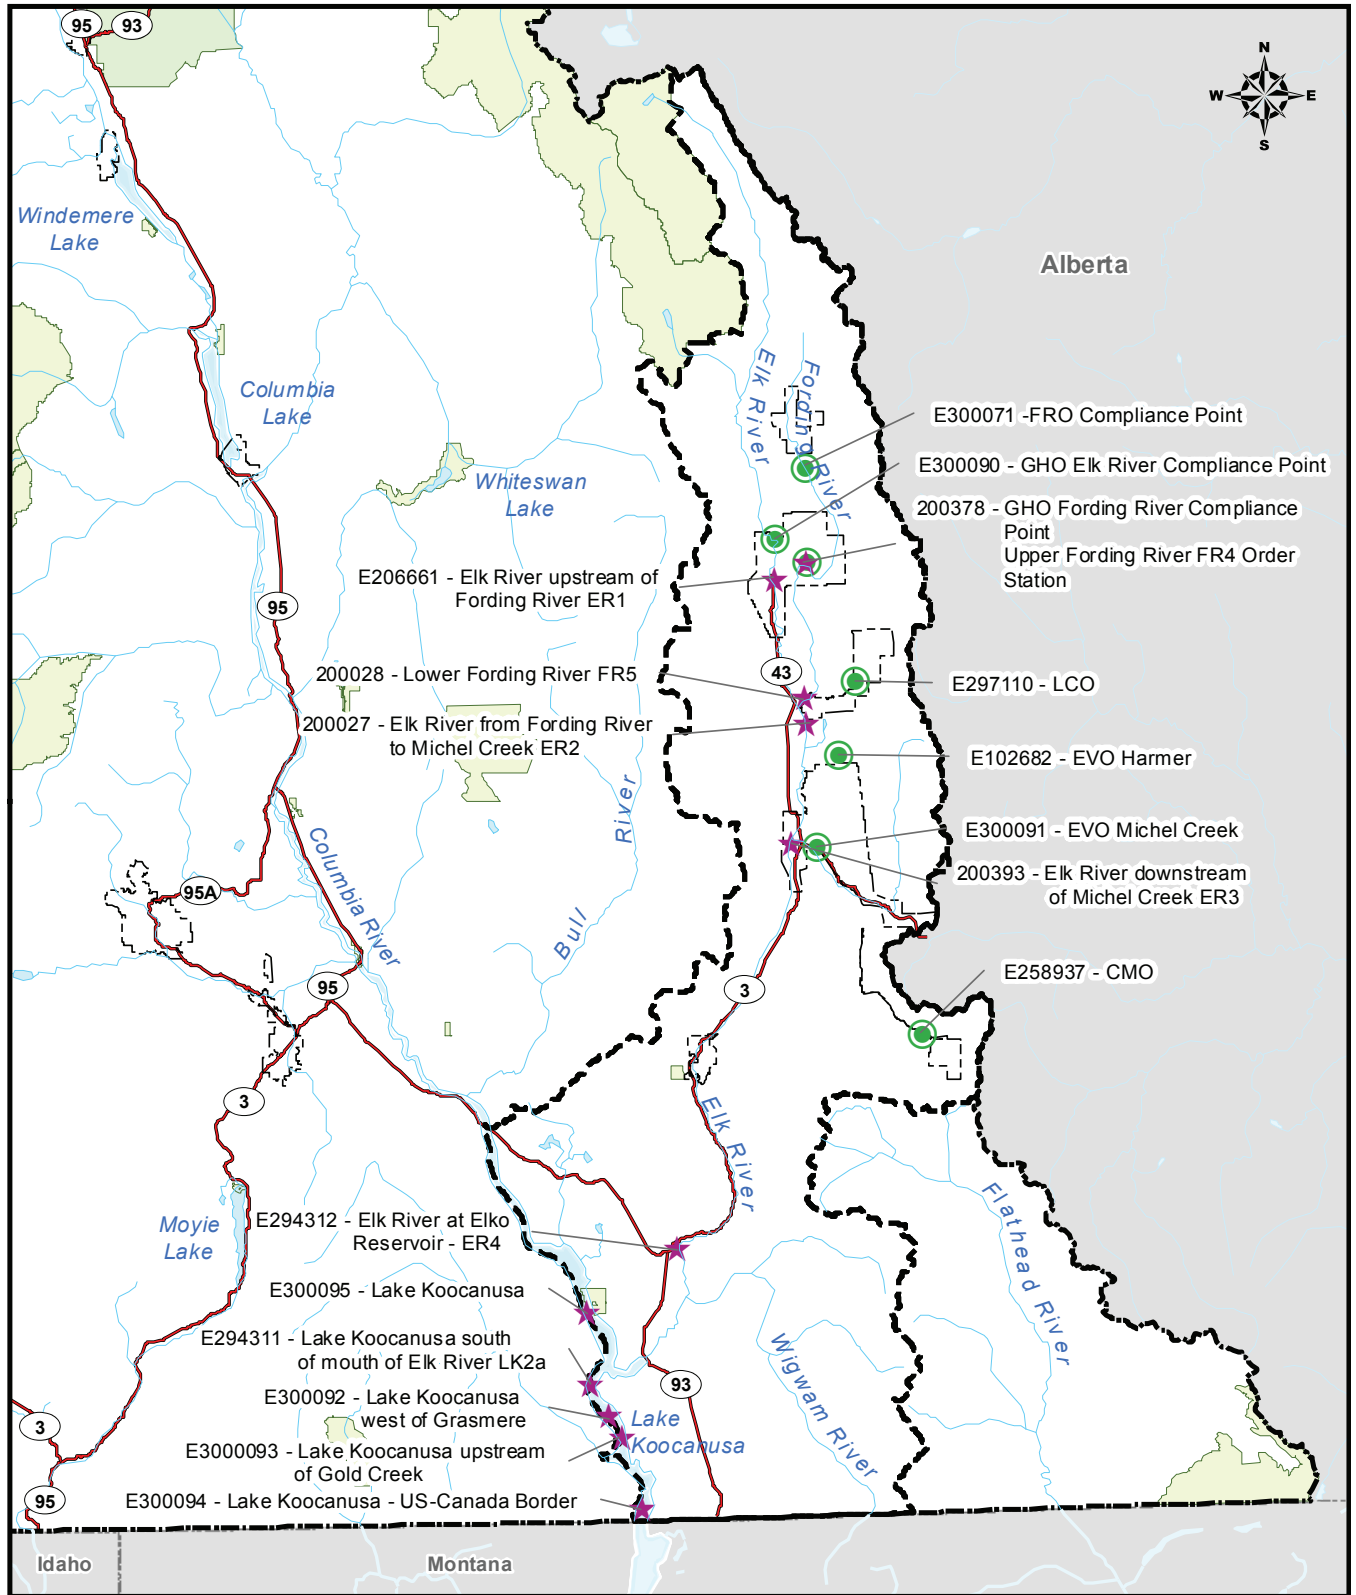 95
93
N
W
E
S
Windemere
Lake
Alberta
Elk River
Fording River
Columbia
Lake
E300071 -FRO Compliance Point
E300090 - GHO Elk River Compliance Point
Whiteswan
Lake
200378 - GHO Fording River Compliance
Point
Upper Fording River FR4 Order
Station
E206661 - Elk River upstream of
Fording River ER1
95
43
200028 - Lower Fording River FR5
E297110 - LCO
200027 - Elk River from Fording River
to Michel Creek ER2
E102682 - EVO Harmer
Bull River
Columbia River
E300091 - EVO Michel Creek
200393 - Elk River downstream
of Michel Creek ER3
95A
E258937 - CMO
95
3
3
Elk River
Flathead River
Moyie
Lake
E294312 - Elk River at Elko
Reservoir - ER4
E300095 - Lake Koocanusa
E294311 - Lake Koocanusa south
of mouth of Elk River LK2a
Wigwam River
93
E300092 - Lake Koocanusa
west of Grasmere
Lake
Koocanusa
3
E3000093 - Lake Koocanusa upstream
of Gold Creek
95
E300094 - Lake Koocanusa - US-Canada Border
Idaho
Montana